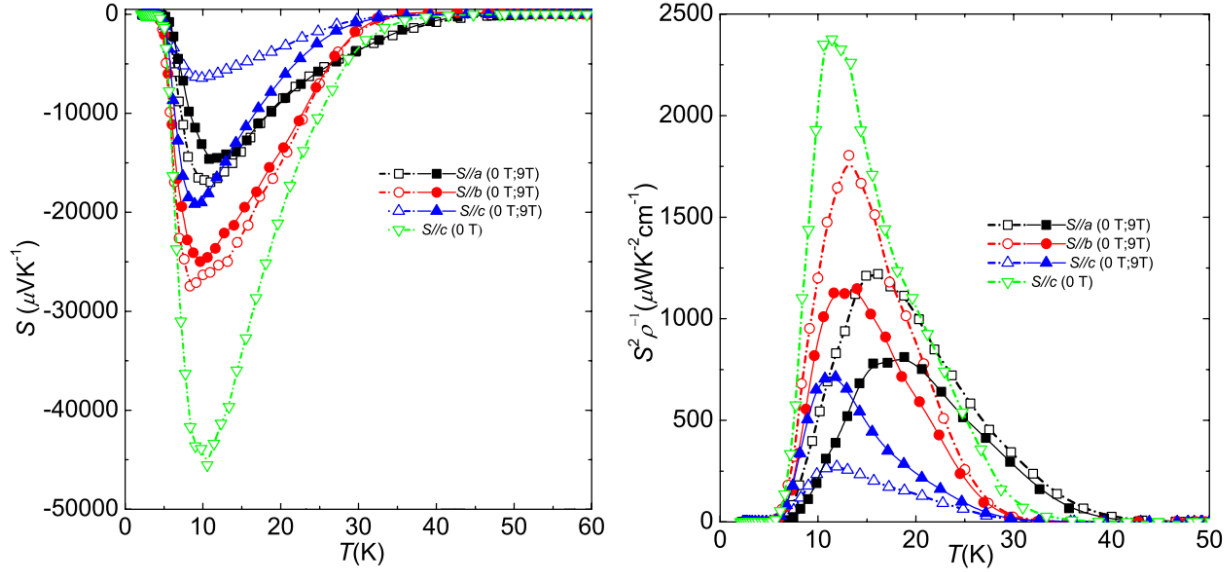 0
-10000
-20000
-30000
-40000
-50000
S (μVK⁻¹)
S//a (0 T;9T)
S//b (0 T;9T)
S//c (0 T;9T)
S//c (0 T)
0 10 20 30 40 50 60
T(K)
2500
2000
1500
1000
500
0
S²ρ⁻¹(μWK⁻²cm⁻¹)
S//a (0 T;9T)
S//b (0 T;9T)
S//c (0 T;9T)
S//c (0 T)
0 10 20 30 40 50
T(K)